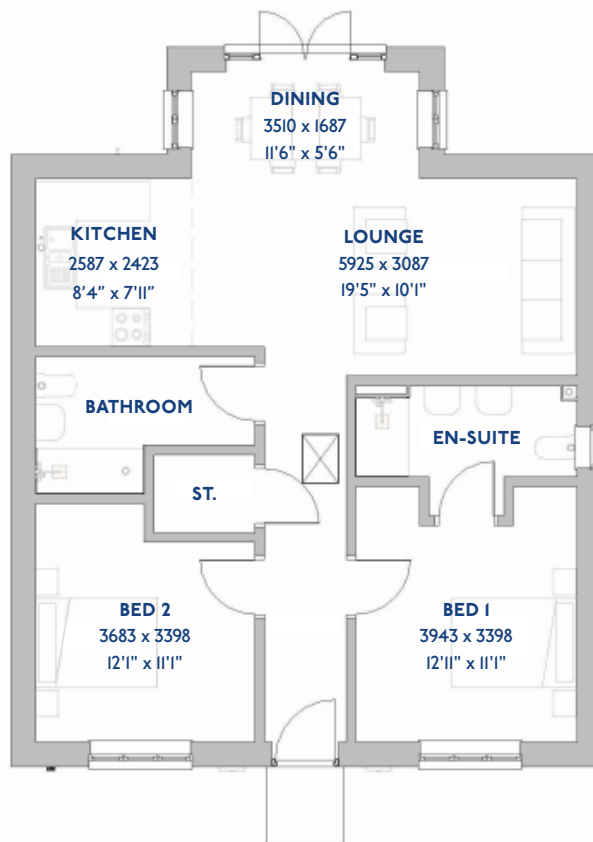 DINING
3510 x 1687
11'6" x 5'6"
KITCHEN
2587 x 2423
8'4" x 7'11"
LOUNGE
5925 x 3087
19'5" x 10'1"
BATHROOM
EN-SUITE
ST.
BED 2
3683 x 3398
12'1" x 11'1"
BED 1
3943 x 3398
12'11" x 11'1"